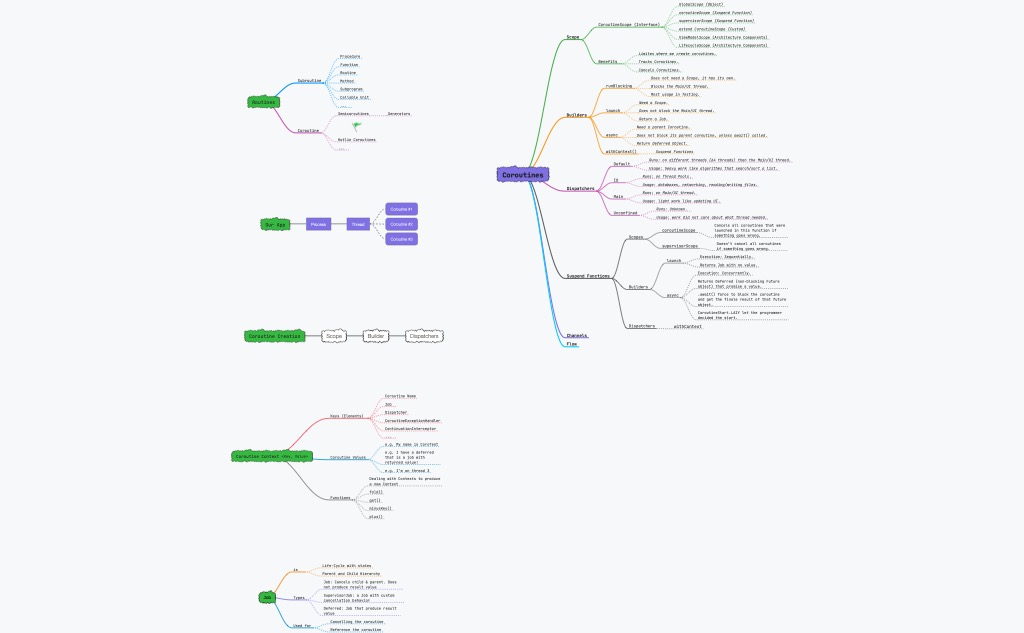 Routines
Subroutine
Procedure
Function
Routine
Method
Subprogram
Callable Unit
Coroutine
Semicoroutines
Generators
Kotlin Coroutines
Our App
Process
Thread
Coroutine #1
Coroutine #2
Coroutine #3
Coroutine Creation
Scope
Builder
Dispatchers
Coroutine Context <Key, Value>
Keys (Elements)
Coroutine Name
Job
Dispatcher
CoroutineExceptionHandler
ContinuationInterceptor
Coroutine Values
e.g. My name is
e.g. I have a deferred
that is a job with
returned value!
e.g. I'm on thread X
Functions
Dealing with Contexts to produce
a new Context
fold()
get()
minusKey()
plus()
Job
is
Life-Cycle with states
Parent and Child Hierarchy
Types
Job: Cancels child & parent. Does
not produce result value
SupervisorJob: a Job with custom
cancellation behavior
Deferred: Job that produce result
value
Used for
Cancelling the coroutine
Reference the coroutine
Coroutines
Scope
CoroutineScope (Interface)
GlobalScope (Object)
coroutineScope (Suspend Function)
supervisorScope (Suspend Function)
extend CoroutineScope (Custom)
ViewModelScope (Architecture Components)
LifecycleScope (Architecture Components)
Benefits
Limites where we create coroutines.
Tracks Coroutines.
Cancels Coroutines.
Builders
runBlocking
Does not need a Scope, it has its own.
Blocks the Main/UI thread.
Most usage in Testing.
launch
Need a Scope.
Does not block the Main/UI thread.
Return a Job.
async
Need a parent Coroutine.
Does not block its parent coroutine, unless await() called.
Return Deferred Object.
withContext()
Suspend Functions
Dispatchers
Default
Runs: on different threads (64 threads) than the Main/UI thread.
Usage: heavy work like algorithms that search/sort a list.
IO
Runs: on Thread Pools.
Usage: databases, networking, reading/writing files.
Main
Runs: on Main/UI thread.
Usage: light work like updating UI.
Unconfined
Runs: Unknown.
Usage: work did not care about what thread needed.
Suspend Functions
Scopes
coroutineScope
Cancels all coroutines that were
launched in this function if
something goes wrong.
supervisorScope
Doesn't cancel all coroutines
if something goes wrong.
Builders
launch
Execution: Sequentially.
Returns Job with no value.
async
Execution: Concurrently.
Returns Deferred (non-blocking future
object) that promise a value.
.await() force to block the coroutine
and get the finale result of that future
object.
CoroutineStart.LAZY let the programmer
decided the start.
Dispatchers
withContext
Channels
Flow